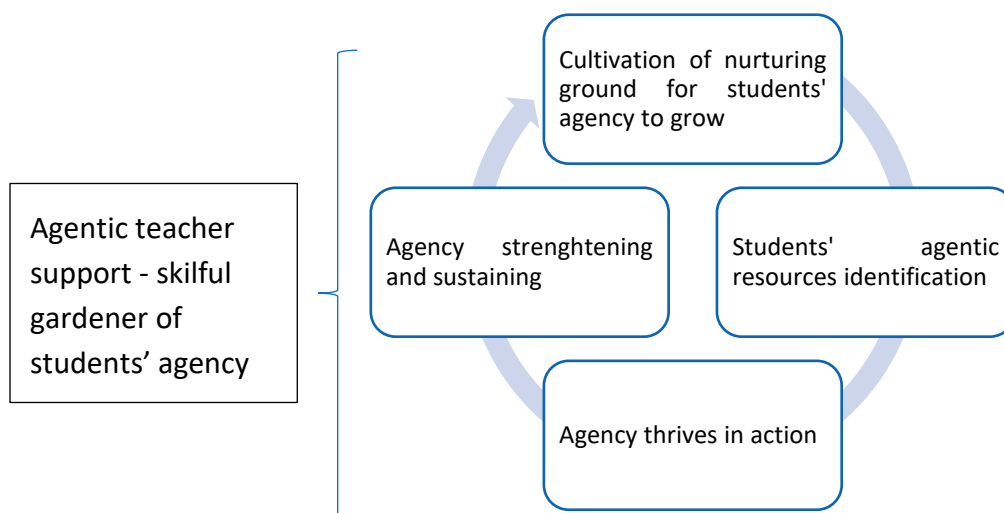 Cultivation of nurturing
ground for students'
agency to grow
Agentic teacher
support - skilful
gardener of
students’ agency
Agency strenghtening
and sustaining
Students' agentic
resources identification
Agency thrives in action